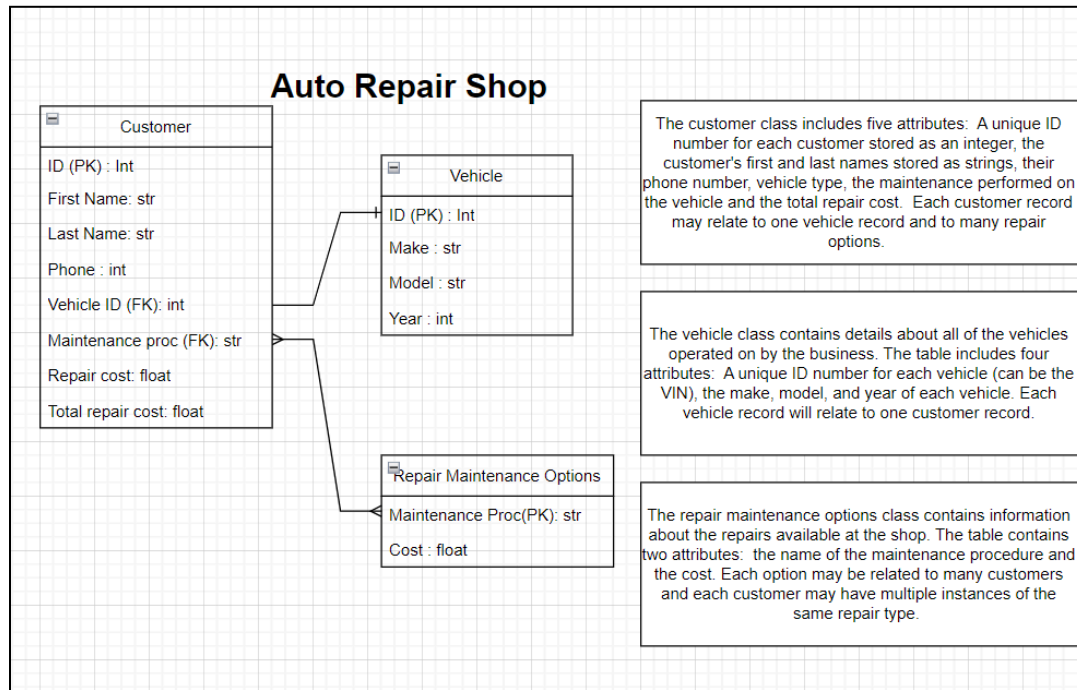 Auto Repair Shop
Customer
ID (PK) : Int
First Name: str
Last Name: str
Phone : int
Vehicle ID (FK): int
Maintenance proc (FK): str
Repair cost: float
Total repair cost: float
Vehicle
ID (PK) : Int
Make : str
Model : str
Year : int
Repair Maintenance Options
Maintenance Proc(PK): str
Cost : float
The customer class includes five attributes:  A unique ID
number for each customer stored as an integer, the
customer's first and last names stored as strings, their
phone number, vehicle type, the maintenance performed on
the vehicle and the total repair cost.  Each customer record
may relate to one vehicle record and to many repair
options.
The vehicle class contains details about all of the vehicles
operated on by the business. The table includes four
attributes:  A unique ID number for each vehicle (can be the
VIN), the make, model, and year of each vehicle. Each
vehicle record will relate to one customer record.
The repair maintenance options class contains information
about the repairs available at the shop. The table contains
two attributes:  the name of the maintenance procedure and
the cost. Each option may be related to many customers
and each customer may have multiple instances of the
same repair type.